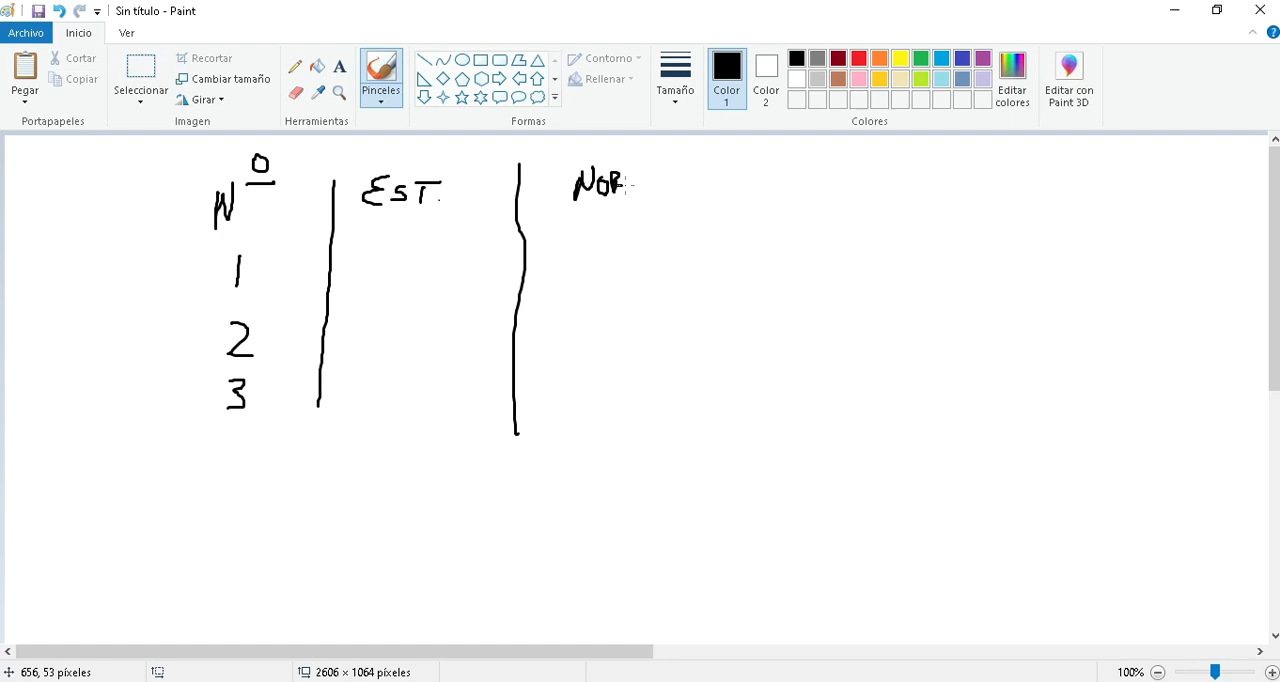 Sin título - Paint
Archivo Inicio Ver
Pegar
Cortar
Copiar
Portapapeles
Seleccionar
Recortar
Cambiar tamaño
Girar
Imagen
A
Herramientas
Pinceles
Contorno
Rellenar
Formas
Tamaño
Color 1
Color 2
Editar colores
Colores
Editar con Paint 3D
Nº EST.
1
2
3
656, 53 píxeles 2606 × 1064 píxeles 100%